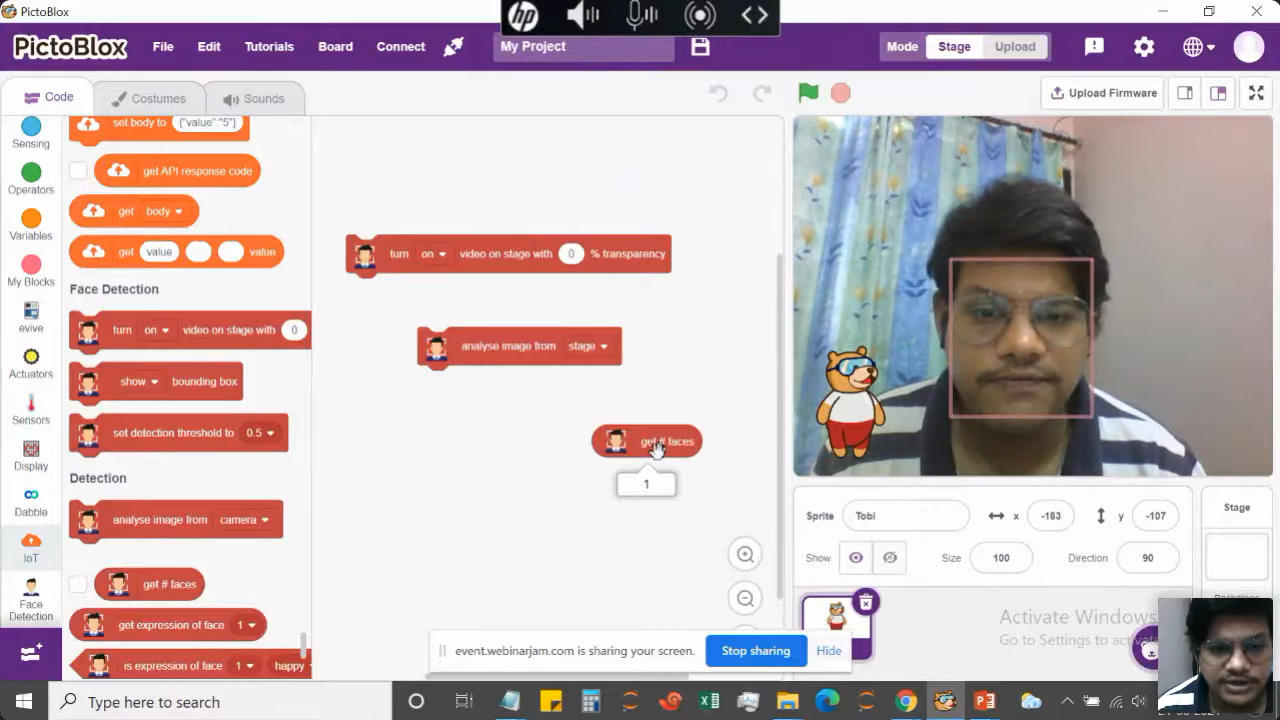 PictoBlox File Edit Tutorials Board Connect My Project Mode Stage Upload
Code Costumes Sounds Upload Firmware
set body to {"value":"5"}
Sensing
get API response code
Operators
get body
Variables
get value value
turn on video on stage with 0 % transparency
My Blocks
Face Detection
evive
turn on video on stage with 0
analyse image from stage
Actuators
show bounding box
Sensors
set detection threshold to 0.5
get # faces
1
Display
Detection
Dabble
analyse image from camera
IoT
get # faces
Face
Detection
get expression of face 1
is expression of face 1 happy
Sprite Tobi x -183 y -107
Show Size 100 Direction 90
Stage
Activate Windows
event.webinarjam.com is sharing your screen. Stop sharing Hide
Type here to search